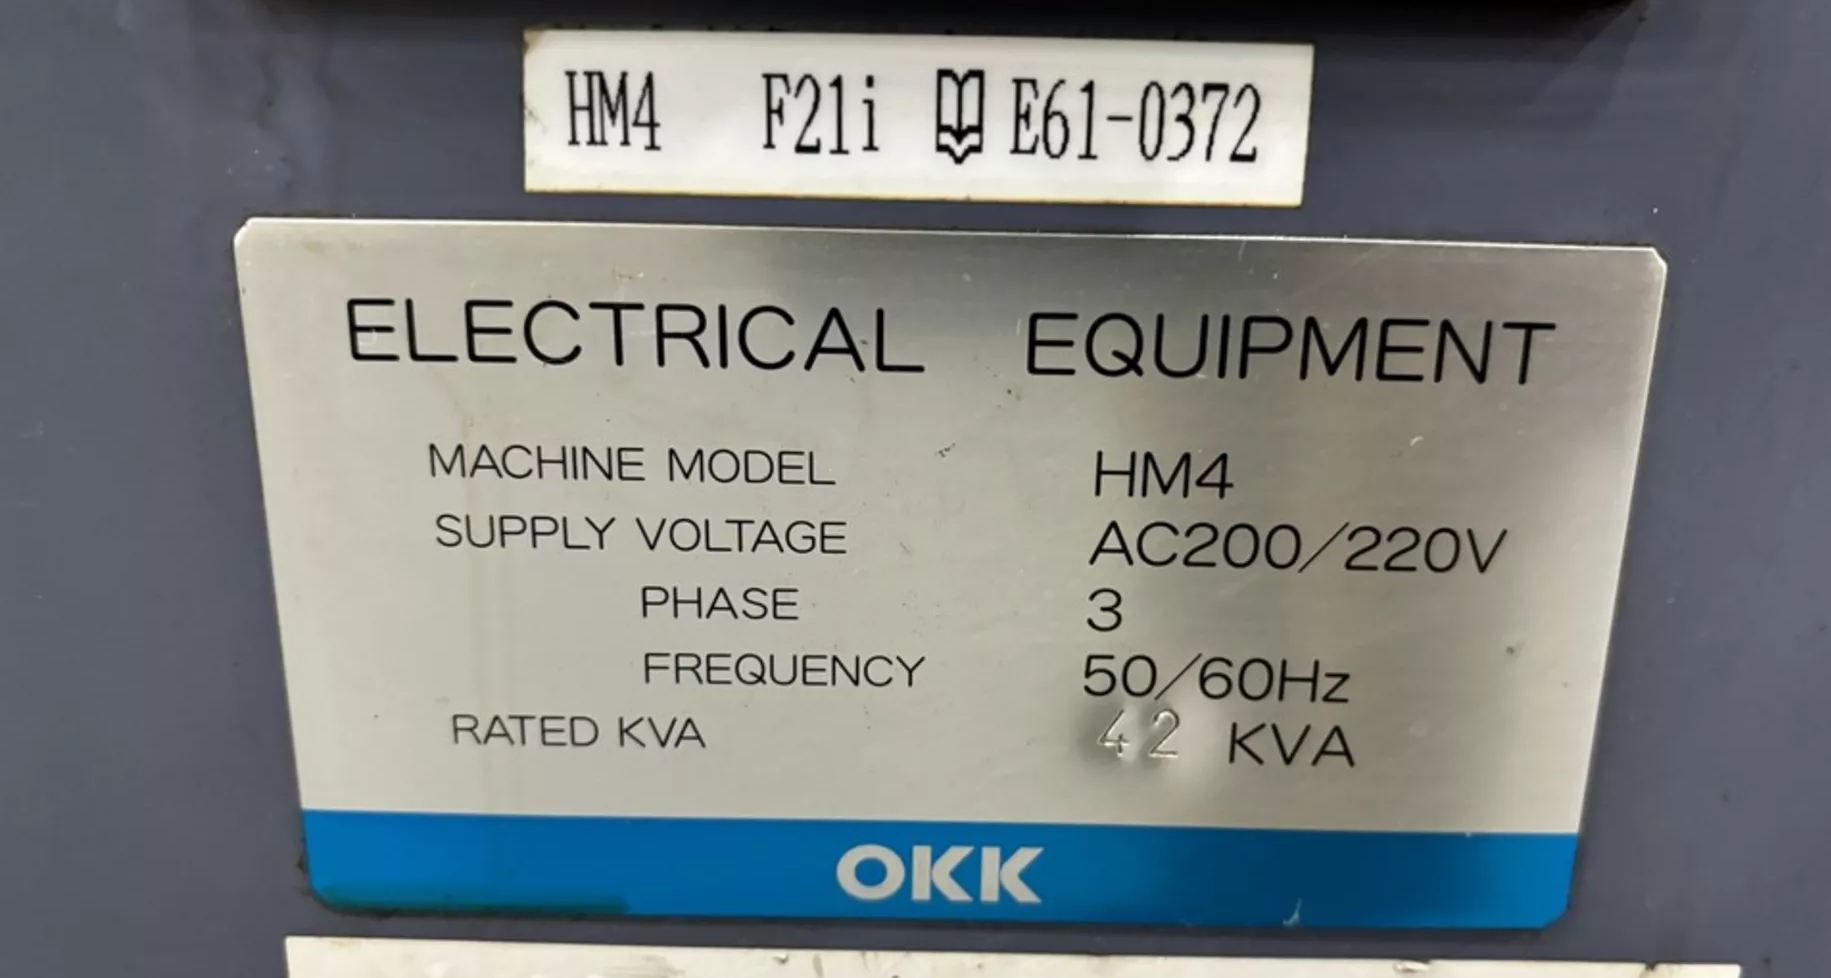 HM4 F21i E61-0372
ELECTRICAL EQUIPMENT
MACHINE MODEL HM4
SUPPLY VOLTAGE AC200/220V
PHASE 3
FREQUENCY 50/60Hz
RATED KVA 42 KVA
OKK